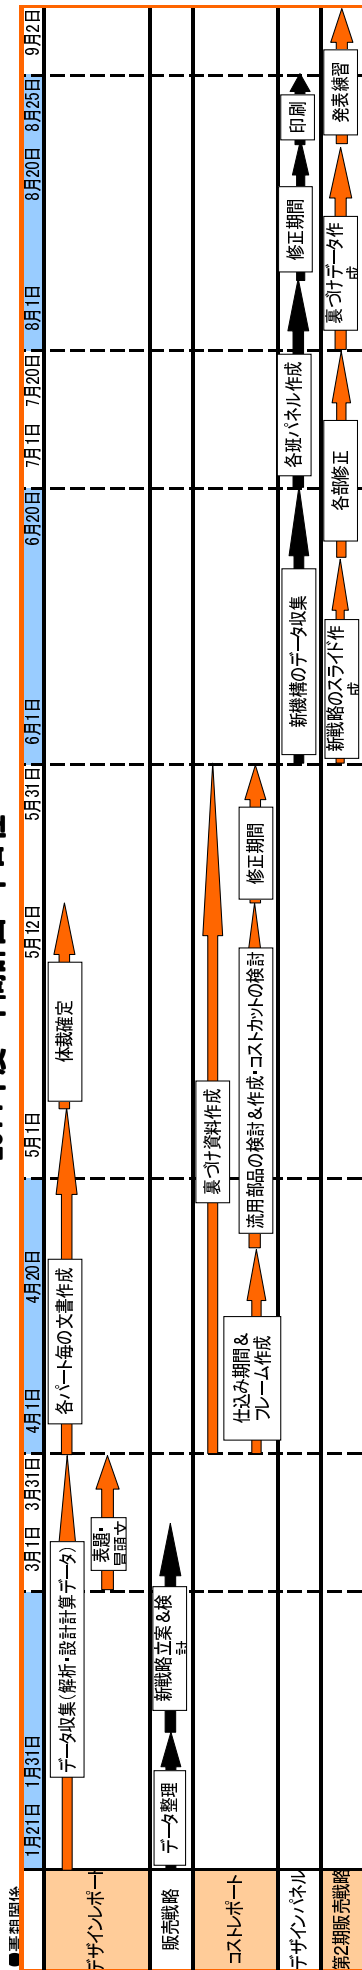 ●書類関係
1月21日 1月31日 3月1日 3月31日 4月1日 4月20日 5月1日 5月12日 5月31日 6月1日 6月20日 7月1日 7月20日 8月1日 8月20日 8月25日 9月2日
デザインレポート
データ収集(解析・設計計算データ)
各パート毎の文書作成
体裁確定
表題・
冒頭文
販売戦略
データ整理
新戦略立案&検
討
コストレポート
裏づけ資料作成
仕込み期間&
フレーム作成
流用部品の検討&作成・コストカットの検討
修正期間
デザインパネル
新機構のデータ収集
各班パネル作成
修正期間
印刷
第2期販売戦略
新戦略のスライド作
成
各部修正
裏づけデータ作
成
発表練習